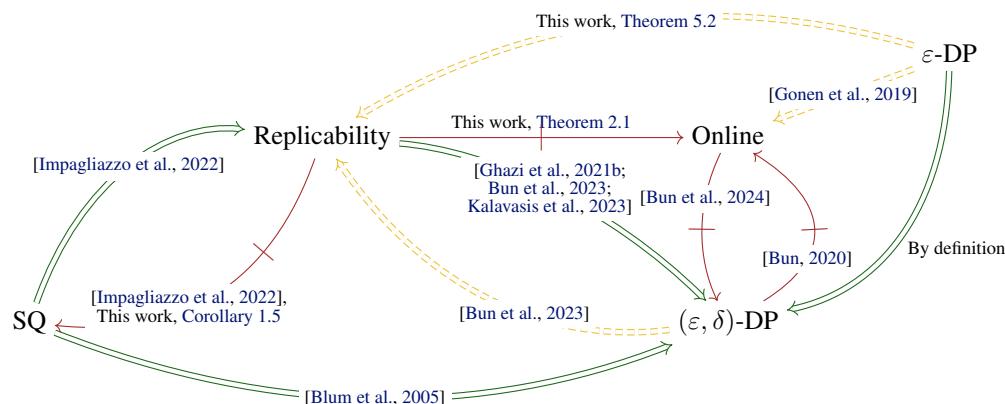 This work, Theorem 5.2
ε-DP
[Gonen et al., 2019]
This work, Theorem 2.1
Replicability
Online
[Impagliazzo et al., 2022]
[Ghazi et al., 2021b;
Bun et al., 2023;
Kalavasis et al., 2023]
[Bun et al., 2024]
By definition
[Bun, 2020]
[Impagliazzo et al., 2022],
This work, Corollary 1.5
SQ
[Bun et al., 2023]
(ε, δ)-DP
[Blum et al., 2005]